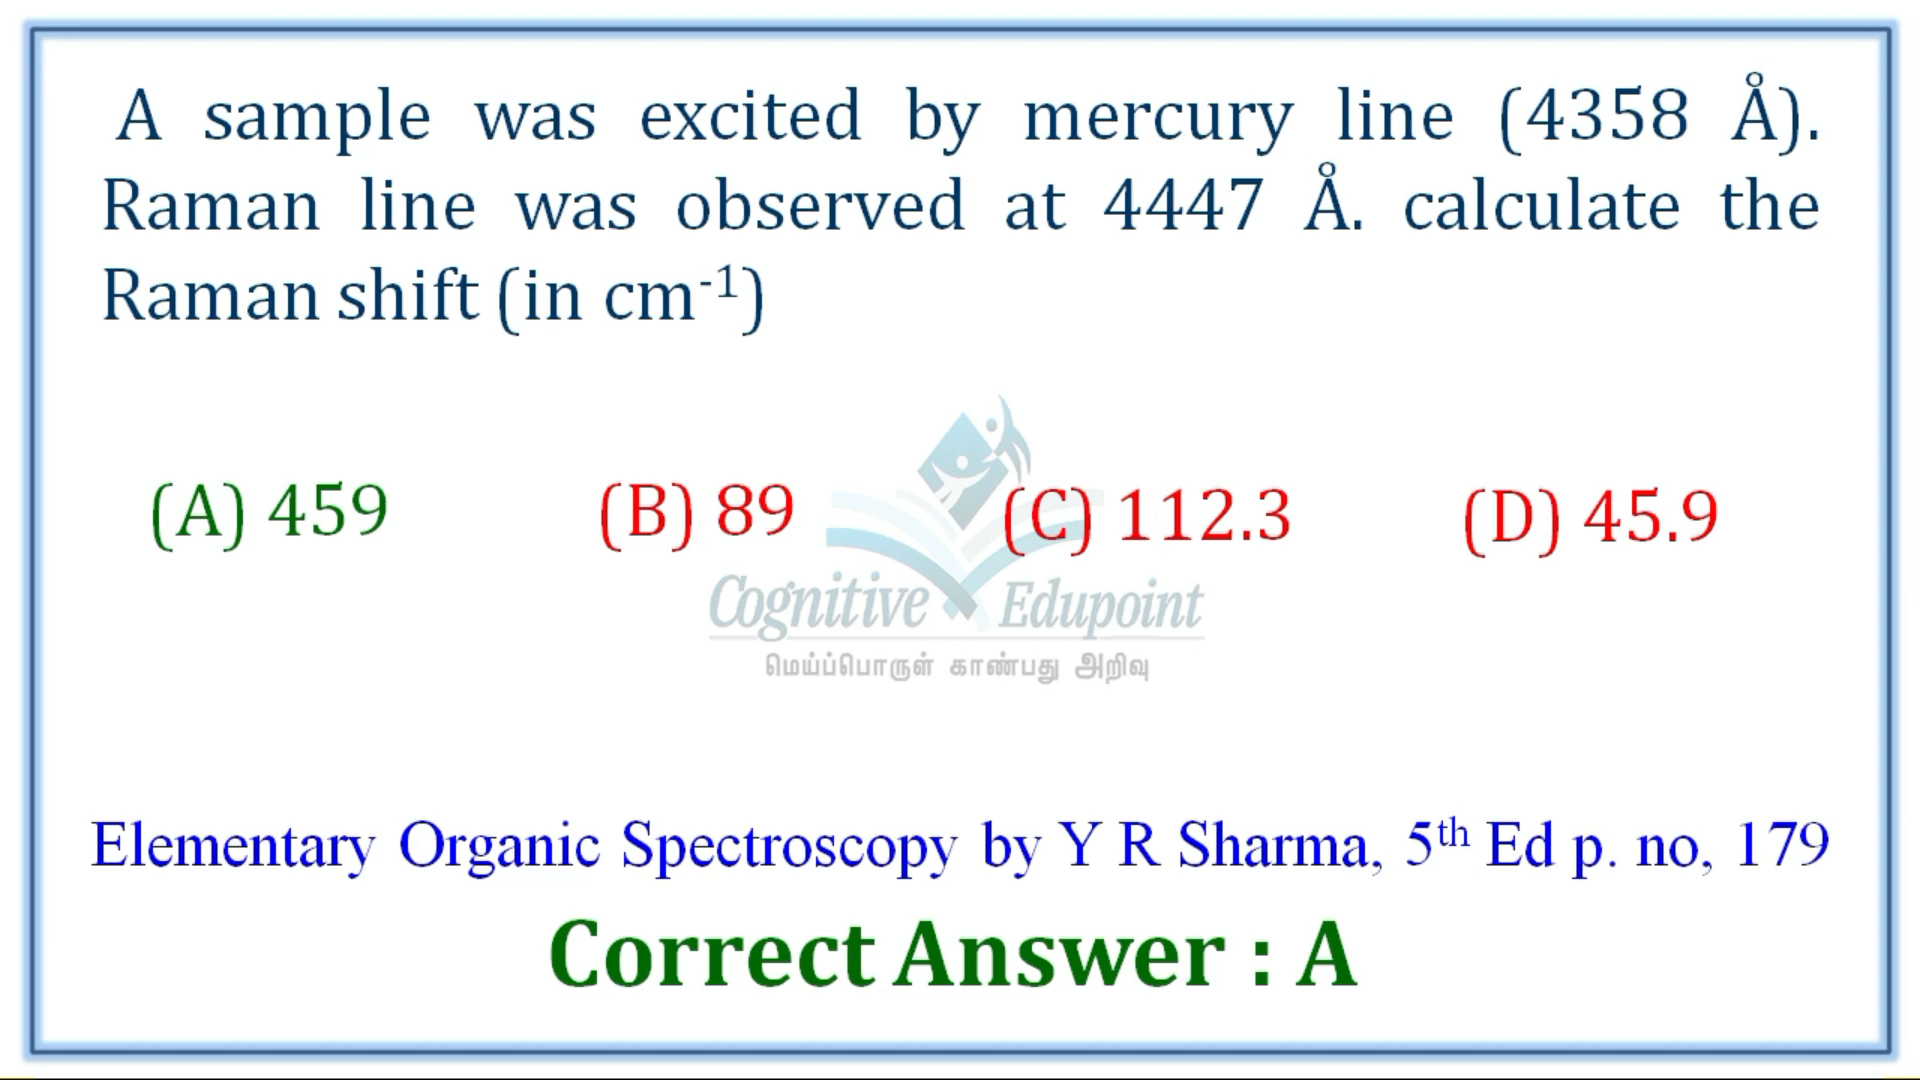 A sample was excited by mercury line (4358 Å).
Raman line was observed at 4447 Å. calculate the
Raman shift (in cm⁻¹)
(A) 459 (B) 89 (C) 112.3 (D) 45.9
Cognitive Edupoint
மெய்ப்பொருள் காண்பது அறிவு
Elementary Organic Spectroscopy by Y R Sharma, 5ᵗʰ Ed p. no, 179
Correct Answer : A